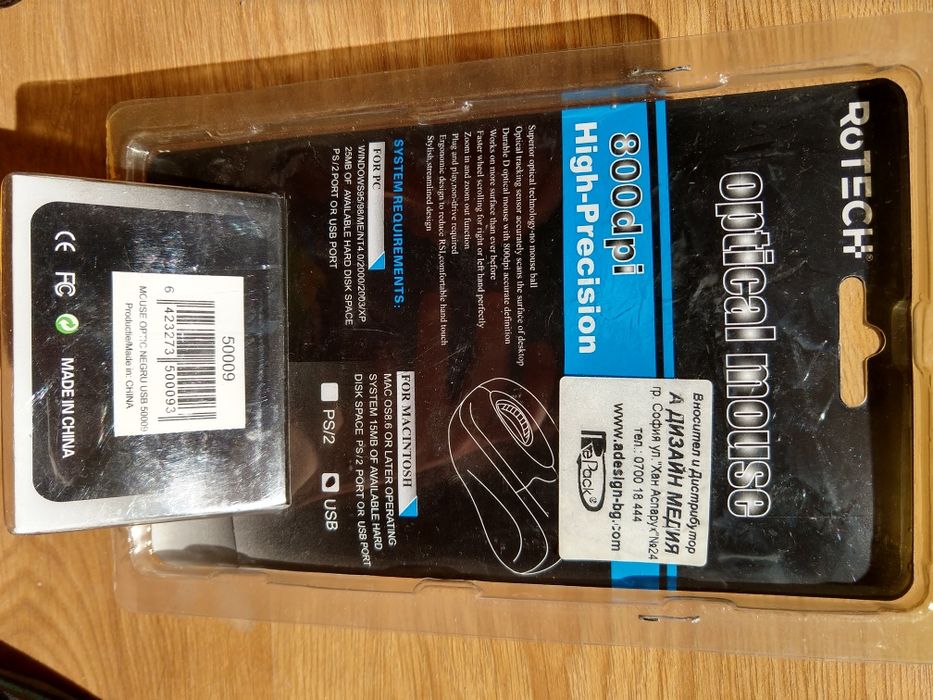 RoTECH®
optical mouse
800dpi
High-Precision
Вносител и Дистрибутор
А ДИЗАЙН МЕДИЯ
гр. София ул."Хан Аспарух"№24
тел.: 0700 18 444
RePack®
www.adesign-bg.com
Superior optical technology-no mouse ball
Optical tracking sensor accurately scans the surface of desktop
Durable D optical mouse with 800dpi accurate definition
Works on more surface than ever before
Faster wheel scrolling for right or left hand perfectly
Zoom in and zoom out function
Plug and play,non-drive required
Ergonomic design to reduce RSI,comfortable hand touch
Stylish,streamlined design
SYSTEM REQUIREMENTS:
FOR PC
WINDOWS95/98/ME/NT4.0/2000/2003/XP
25MB OF AVAILABLE HARD DISK SPACE
PS/2 PORT OR USB PORT
FOR MACINTOSH
MAC OS8.6 OR LATER OPERATING
SYSTEM 15MB OF AVAILABLE HARD
DISK SPACE PS/2 PORT OR USB PORT
PS/2
USB
50009
6 423273 500093
MOUSE OPTIC NEGRU USB 50009
Productie/Made in: CHINA
CE FC MADE IN CHINA